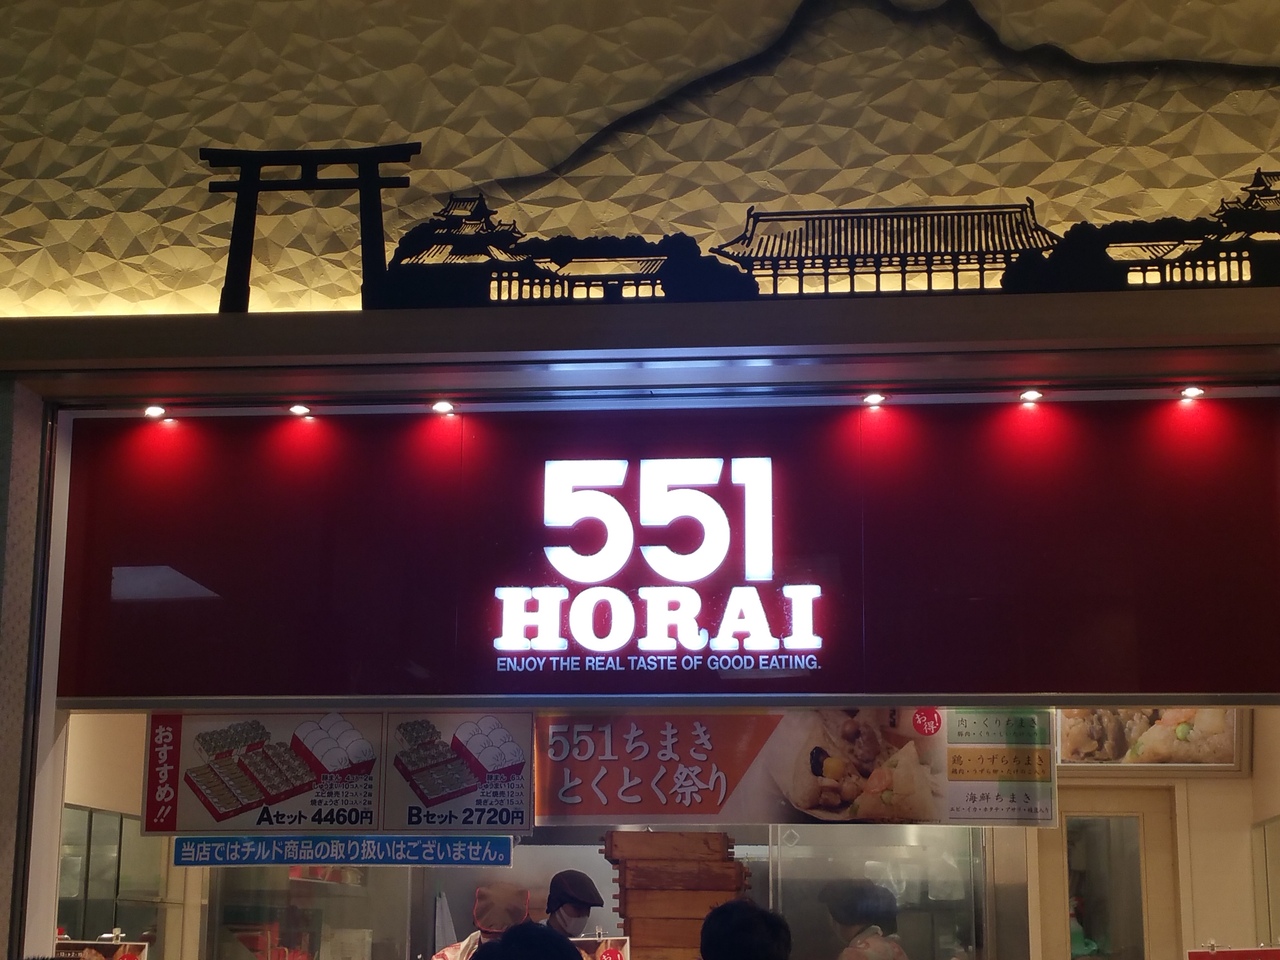 551
HORAI
ENJOY THE REAL TASTE OF GOOD EATING.
おすすめ!!
Aセット 4460円
Bセット 2720円
551ちまき
とくとく祭り
お得!
肉・くりちまき
鶏・うずらちまき
海鮮ちまき
当店ではチルド商品の取り扱いはございません。